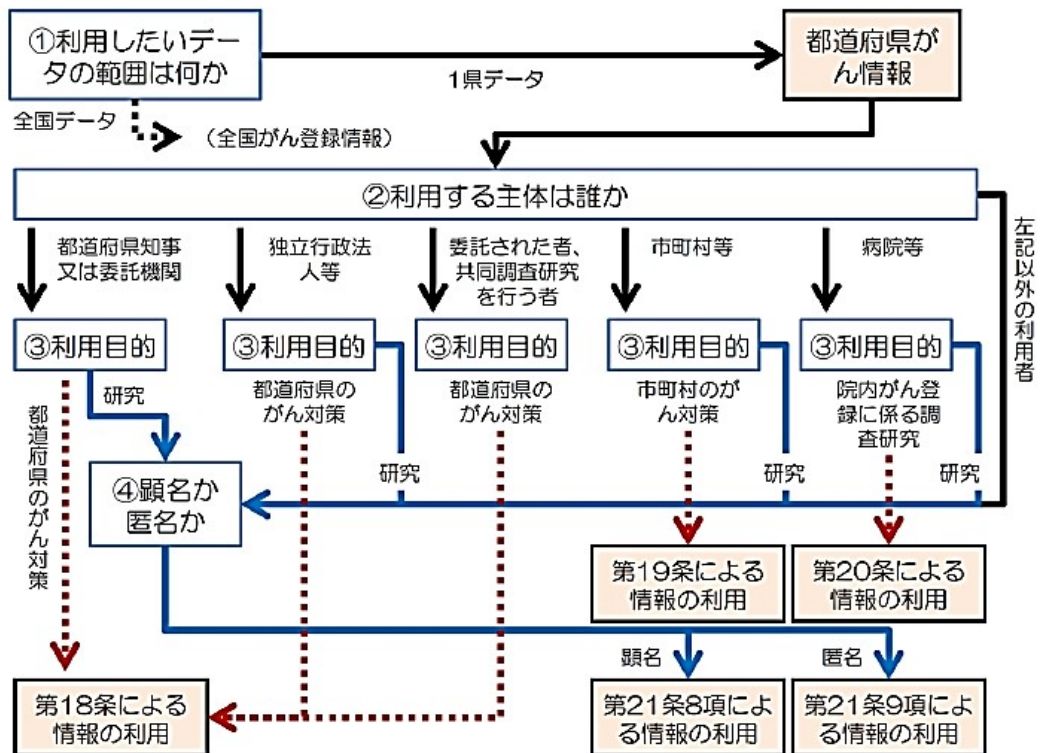 ①利用したいデー
タの範囲は何か
都道府県が
ん情報
1県データ
全国データ
（全国がん登録情報）
②利用する主体は誰か
左記以外の利用者
都道府県知事
又は委託機関
独立行政法
人等
委託された者、
共同調査研究
を行う者
市町村等
病院等
③利用目的
③利用目的
③利用目的
③利用目的
③利用目的
都道府県のがん対策
研究
都道府県の
がん対策
研究
都道府県の
がん対策
市町村のが
ん対策
研究
院内がん登
録に係る調
査研究
研究
④顕名か
匿名か
第19条による
情報の利用
第20条による
情報の利用
顕名
匿名
第18条による
情報の利用
第21条8項によ
る情報の利用
第21条9項によ
る情報の利用